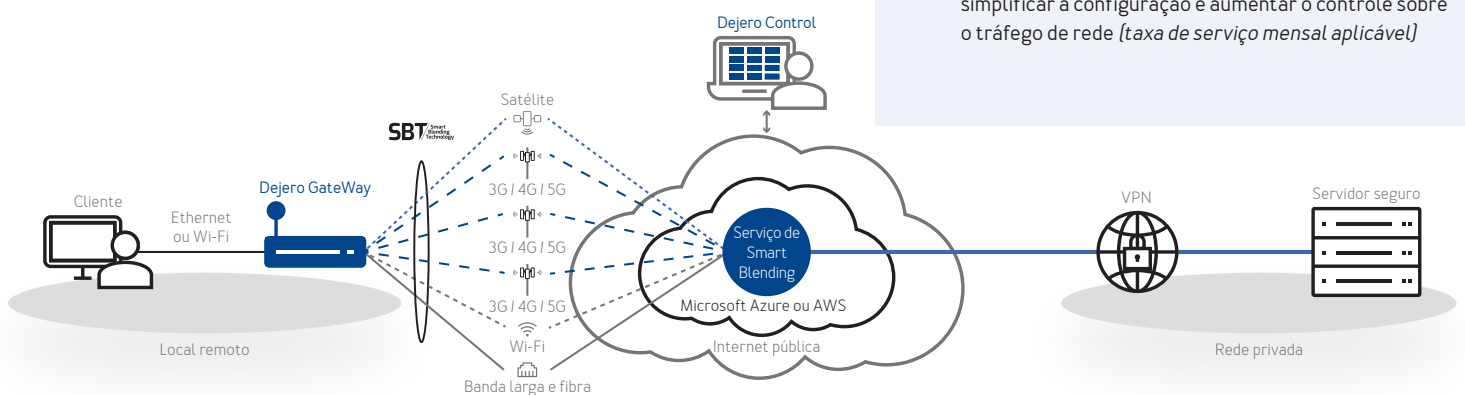 simplificar a configuração e aumentar o controle sobre
o tráfego de rede (taxa de serviço mensal aplicável)
Dejero Control
Satélite
SBT Smart
Blending
Technology
3G / 4G / 5G
Dejero GateWay
Cliente
Ethernet
ou Wi-Fi
3G / 4G / 5G
3G / 4G / 5G
Wi-Fi
Banda larga e fibra
Local remoto
Serviço de
Smart
Blending
Microsoft Azure ou AWS
Internet pública
VPN
Servidor seguro
Rede privada